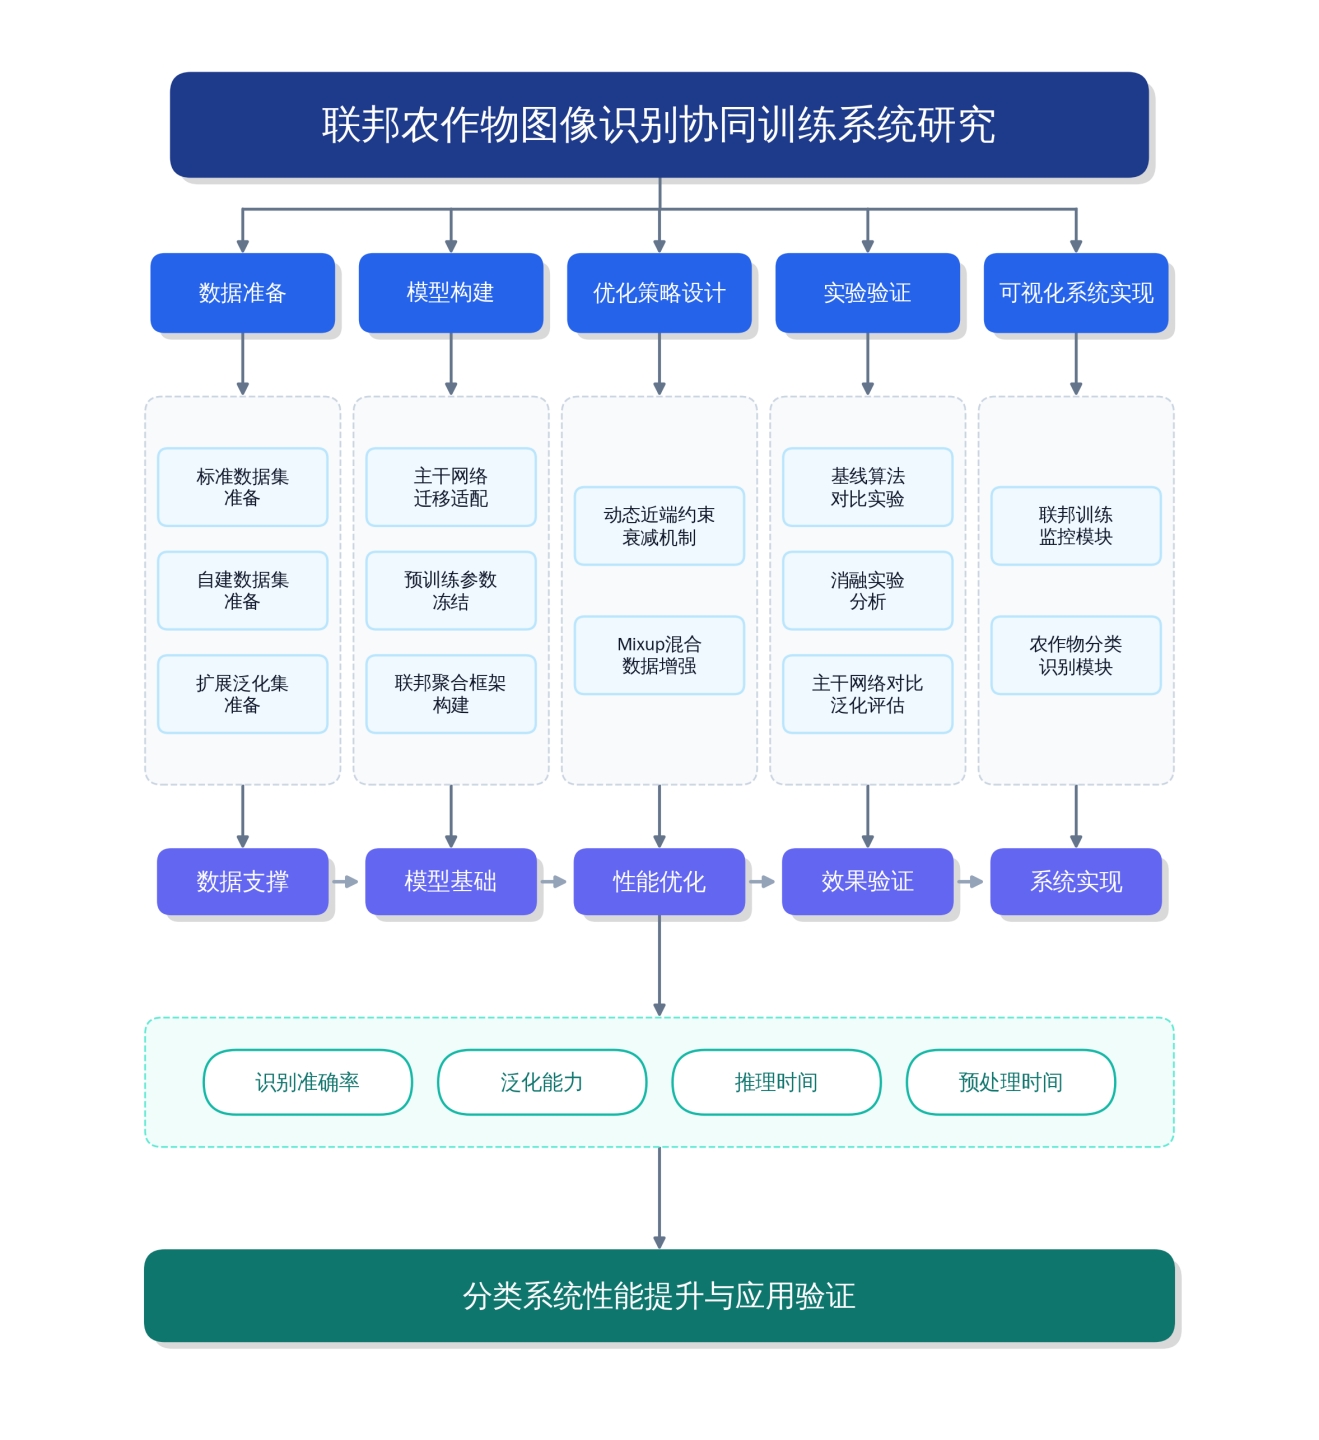 联邦农作物图像识别协同训练系统研究
数据准备
模型构建
优化策略设计
实验验证
可视化系统实现
标准数据集
准备
自建数据集
准备
扩展泛化集
准备
主干网络
迁移适配
预训练参数
冻结
联邦聚合框架
构建
动态近端约束
衰减机制
Mixup混合
数据增强
基线算法
对比实验
消融实验
分析
主干网络对比
泛化评估
联邦训练
监控模块
农作物分类
识别模块
数据支撑
模型基础
性能优化
效果验证
系统实现
识别准确率
泛化能力
推理时间
预处理时间
分类系统性能提升与应用验证